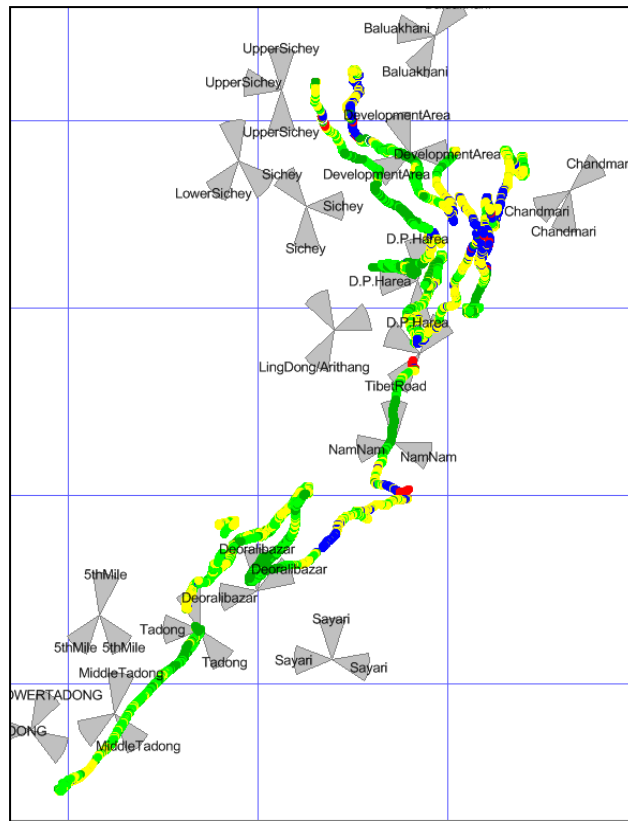 Baluakhani
Baluakhani
UpperSichey
UpperSichey
Baluakhani
DevelopmentArea
UpperSichey
DevelopmentArea
Chandmari
DevelopmentArea
Sichey
LowerSichey
Sichey
Chandmari
Sichey
Chandmari
D.P.Harea
D.P.Harea
D.P.Harea
LingDong/Arithang
TibetRoad
NamNam
NamNam
Deoralibazar
Deoralibazar
5thMile
Deoralibazar
Sayari
Tadong
5thMile 5thMile
Tadong
Sayari
Sayari
MiddleTadong
OWERTADONG
DONG
MiddleTadong